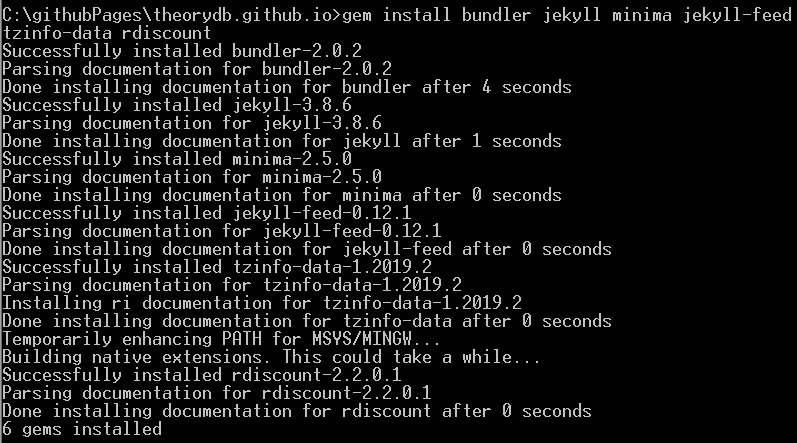 C:\githubPages\theorydb.github.io>gem install bundler jekyll minima jekyll-feed
tzinfo-data rdiscount
Successfully installed bundler-2.0.2
Parsing documentation for bundler-2.0.2
Done installing documentation for bundler after 4 seconds
Successfully installed jekyll-3.8.6
Parsing documentation for jekyll-3.8.6
Done installing documentation for jekyll after 1 seconds
Successfully installed minima-2.5.0
Parsing documentation for minima-2.5.0
Done installing documentation for minima after 0 seconds
Successfully installed jekyll-feed-0.12.1
Parsing documentation for jekyll-feed-0.12.1
Done installing documentation for jekyll-feed after 0 seconds
Successfully installed tzinfo-data-1.2019.2
Parsing documentation for tzinfo-data-1.2019.2
Installing ri documentation for tzinfo-data-1.2019.2
Done installing documentation for tzinfo-data after 0 seconds
Temporarily enhancing PATH for MSYS/MINGW...
Building native extensions. This could take a while...
Successfully installed rdiscount-2.2.0.1
Parsing documentation for rdiscount-2.2.0.1
Done installing documentation for rdiscount after 0 seconds
6 gems installed